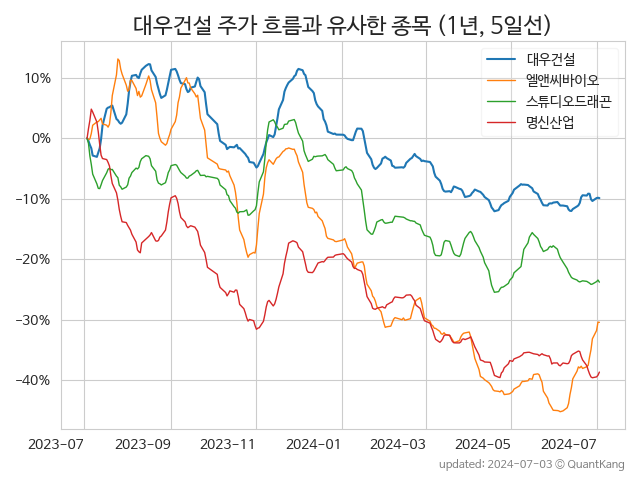 대우건설 주가 흐름과 유사한 종목 (1년, 5일선)
대우건설
엘앤씨바이오
스튜디오드래곤
명신산업
10%
0%
−10%
−20%
−30%
−40%
2023−07 2023−09 2023−11 2024−01 2024−03 2024−05 2024−07
updated: 2024-07-03 © QuantKang